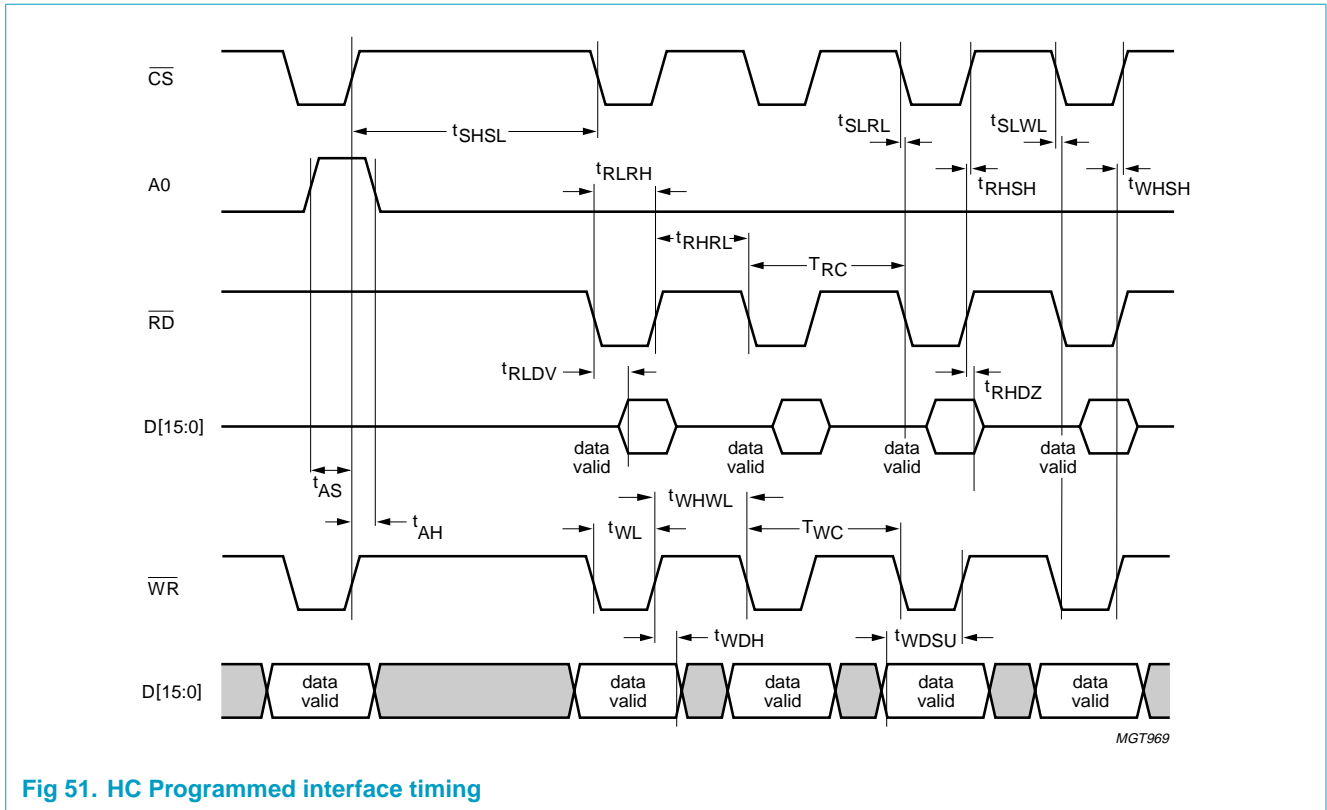 CS
tSLRL
tSLWL
tSHSL
tRLRH
tRHSH
tWHSH
A0
tRHRL
TRC
RD
tRLDV
tRHDZ
D[15:0]
data valid
data valid
data valid
data valid
tAS
tWHWL
tAH
tWL
TWC
WR
tWDH
tWDSU
D[15:0]
data valid
data valid
data valid
data valid
data valid
MGT969
Fig 51. HC Programmed interface timing